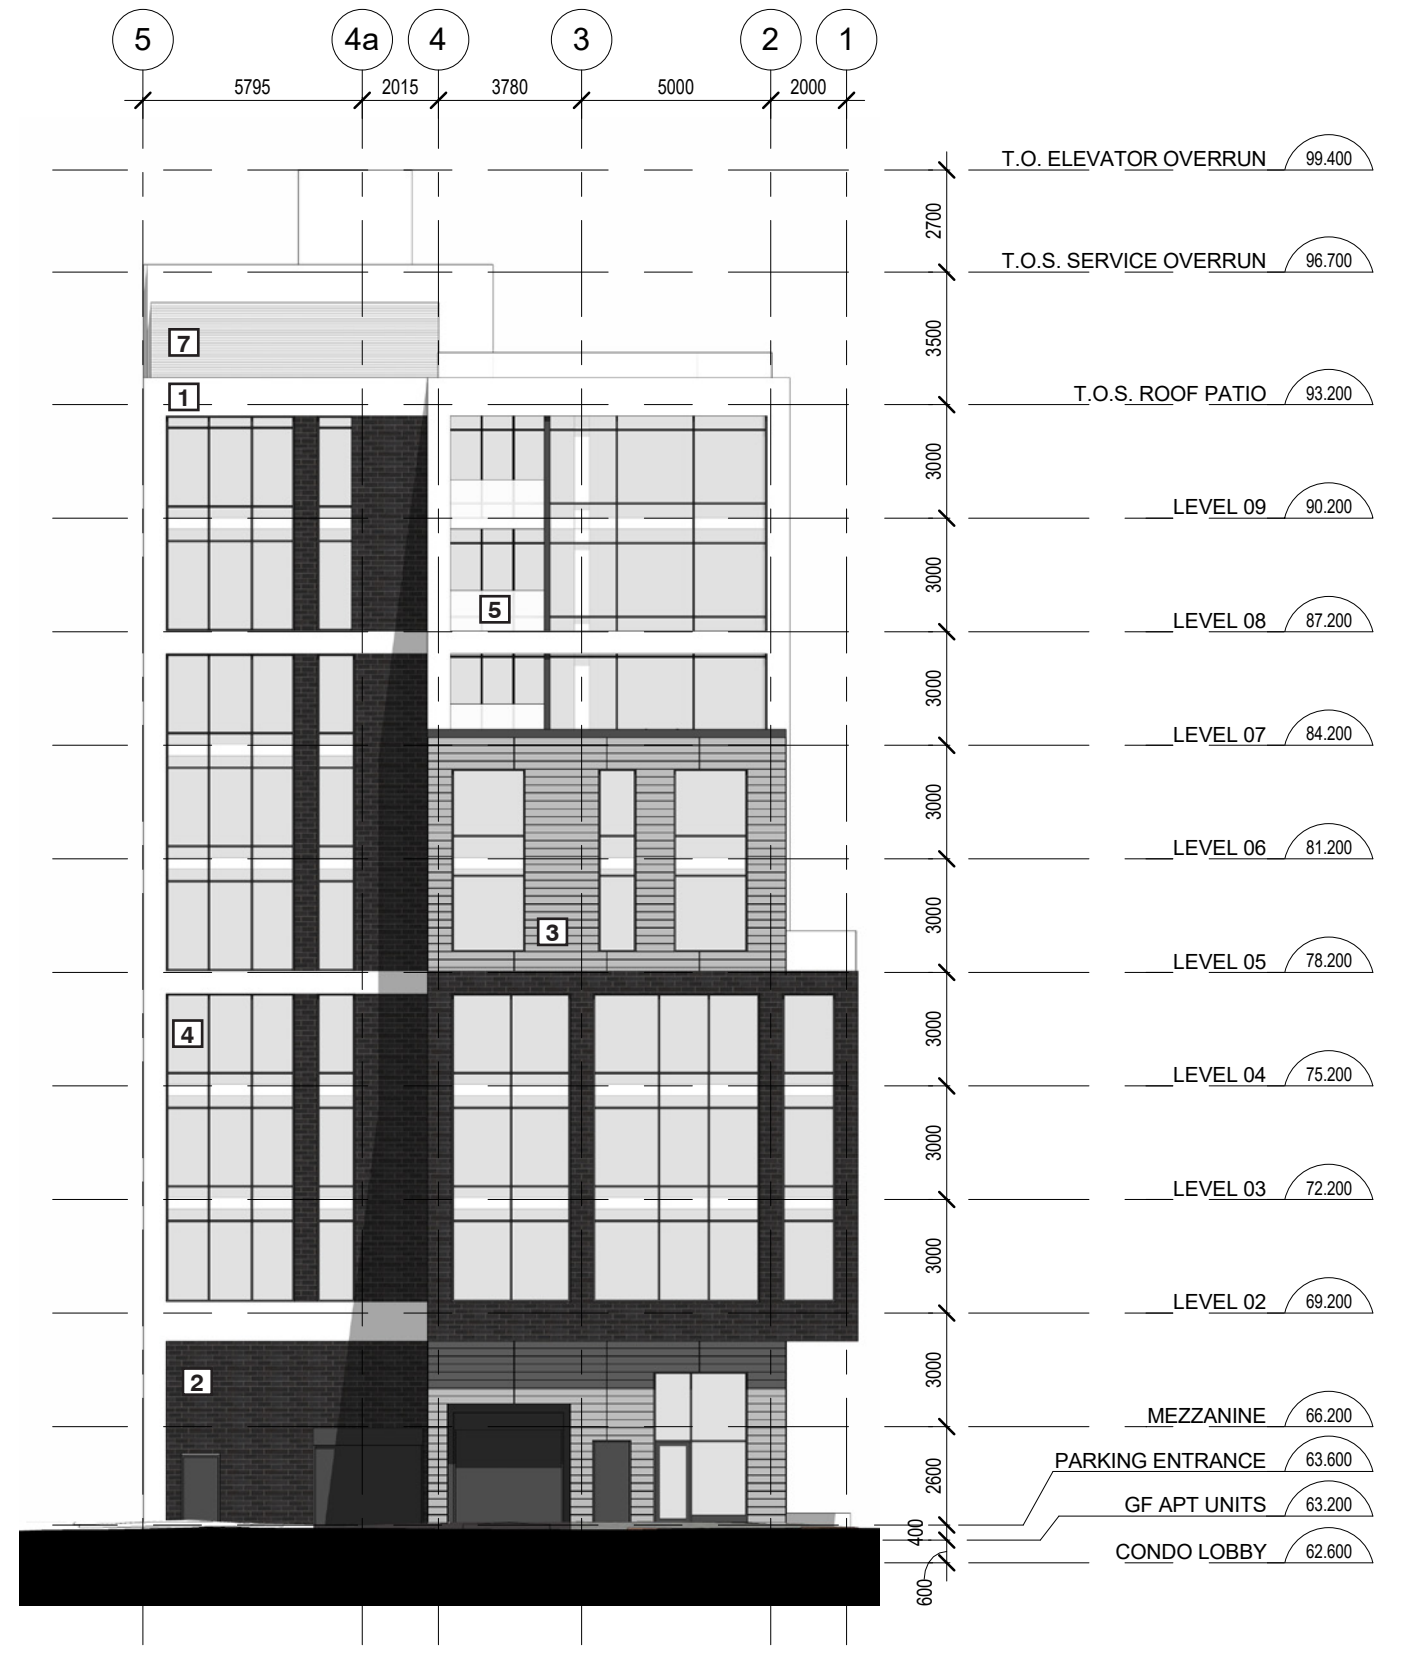 5 4a 4 3 2 1
5795 2015 3780 5000 2000
T.O. ELEVATOR OVERRUN 99.400
2700
T.O.S. SERVICE OVERRUN 96.700
3500
7
1
T.O.S. ROOF PATIO 93.200
3000
LEVEL 09 90.200
3000
5
LEVEL 08 87.200
3000
LEVEL 07 84.200
3000
LEVEL 06 81.200
3000
3
LEVEL 05 78.200
3000
4
LEVEL 04 75.200
3000
LEVEL 03 72.200
3000
LEVEL 02 69.200
3000
2
MEZZANINE 66.200
2600
PARKING ENTRANCE 63.600
GF APT UNITS 63.200
400
CONDO LOBBY 62.600
600